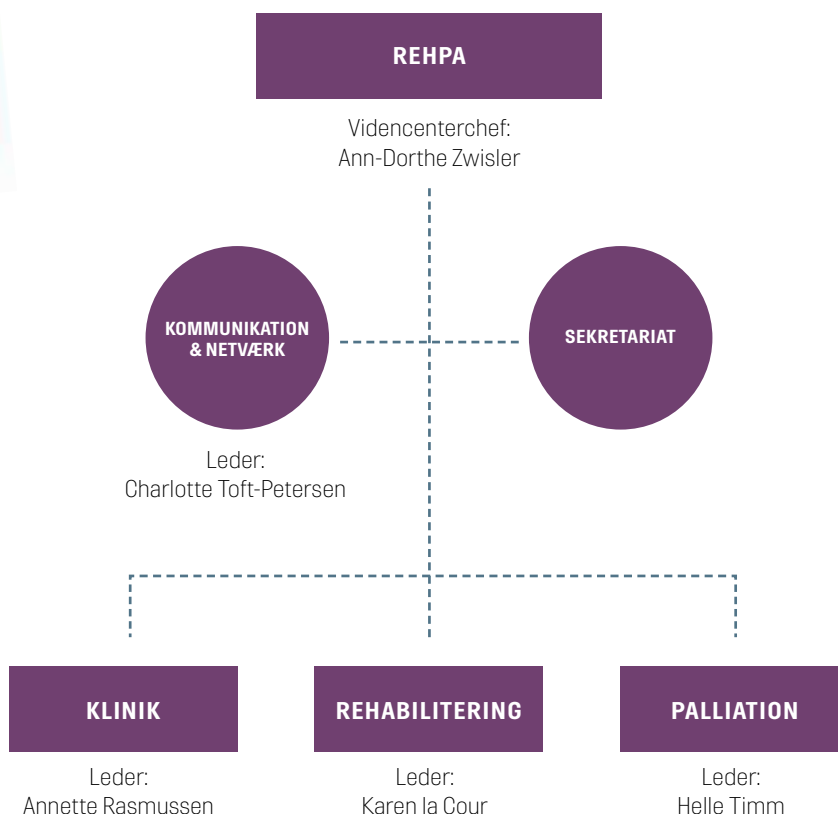 REHPA
Videncenterchef:
Ann-Dorthe Zwisler
KOMMUNIKATION
& NETVÆRK
SEKRETARIAT
Leder:
Charlotte Toft-Petersen
KLINIK
REHABILITERING
PALLIATION
Leder:
Annette Rasmussen
Leder:
Karen la Cour
Leder:
Helle Timm